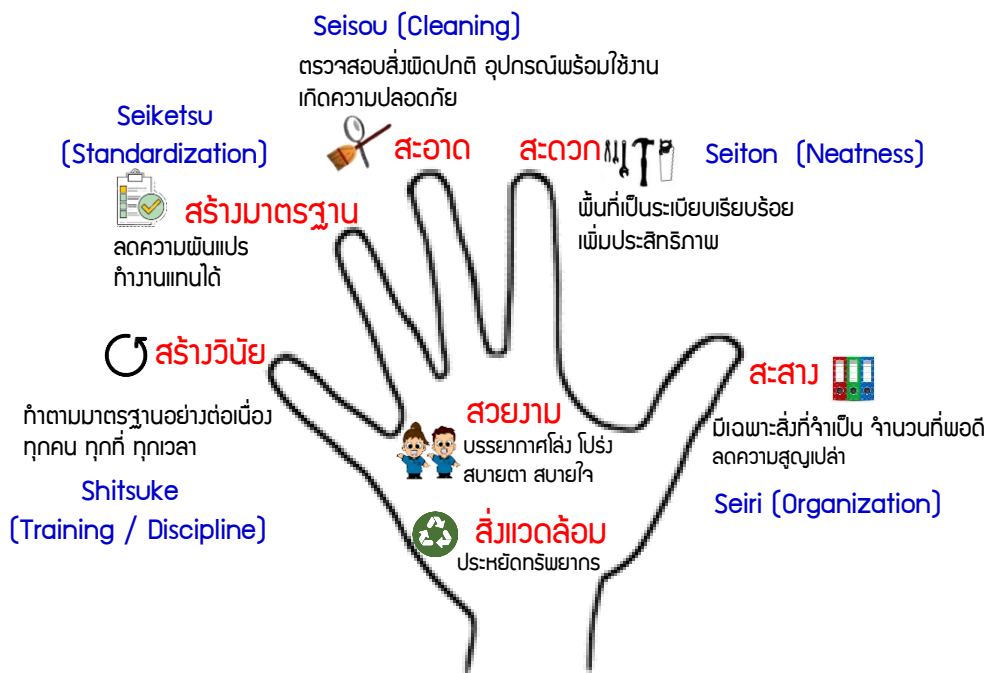 Seisou (Cleaning)
ตรวจสอบสิ่งผิดปกติ อุปกรณ์พร้อมใช้งาน
เกิดความปลอดภัย
สะอาด
Seiketsu
(Standardization)
สร้างมาตรฐาน
ลดความผันแปร
ทำงานแทนได้
สะดวก
Seiton (Neatness)
พื้นที่เป็นระเบียบเรียบร้อย
เพิ่มประสิทธิภาพ
สร้างวินัย
ทำตามมาตรฐานอย่างต่อเนื่อง
ทุกคน ทุกที่ ทุกเวลา
Shitsuke
(Training / Discipline)
สวยงาม
บรรยากาศโล่ง โปร่ง
สบายตา สบายใจ
สิ่งแวดล้อม
ประหยัดทรัพยากร
สะสาง
มีเฉพาะสิ่งที่จำเป็น จำนวนที่พอดี
ลดความสูญเปล่า
Seiri (Organization)